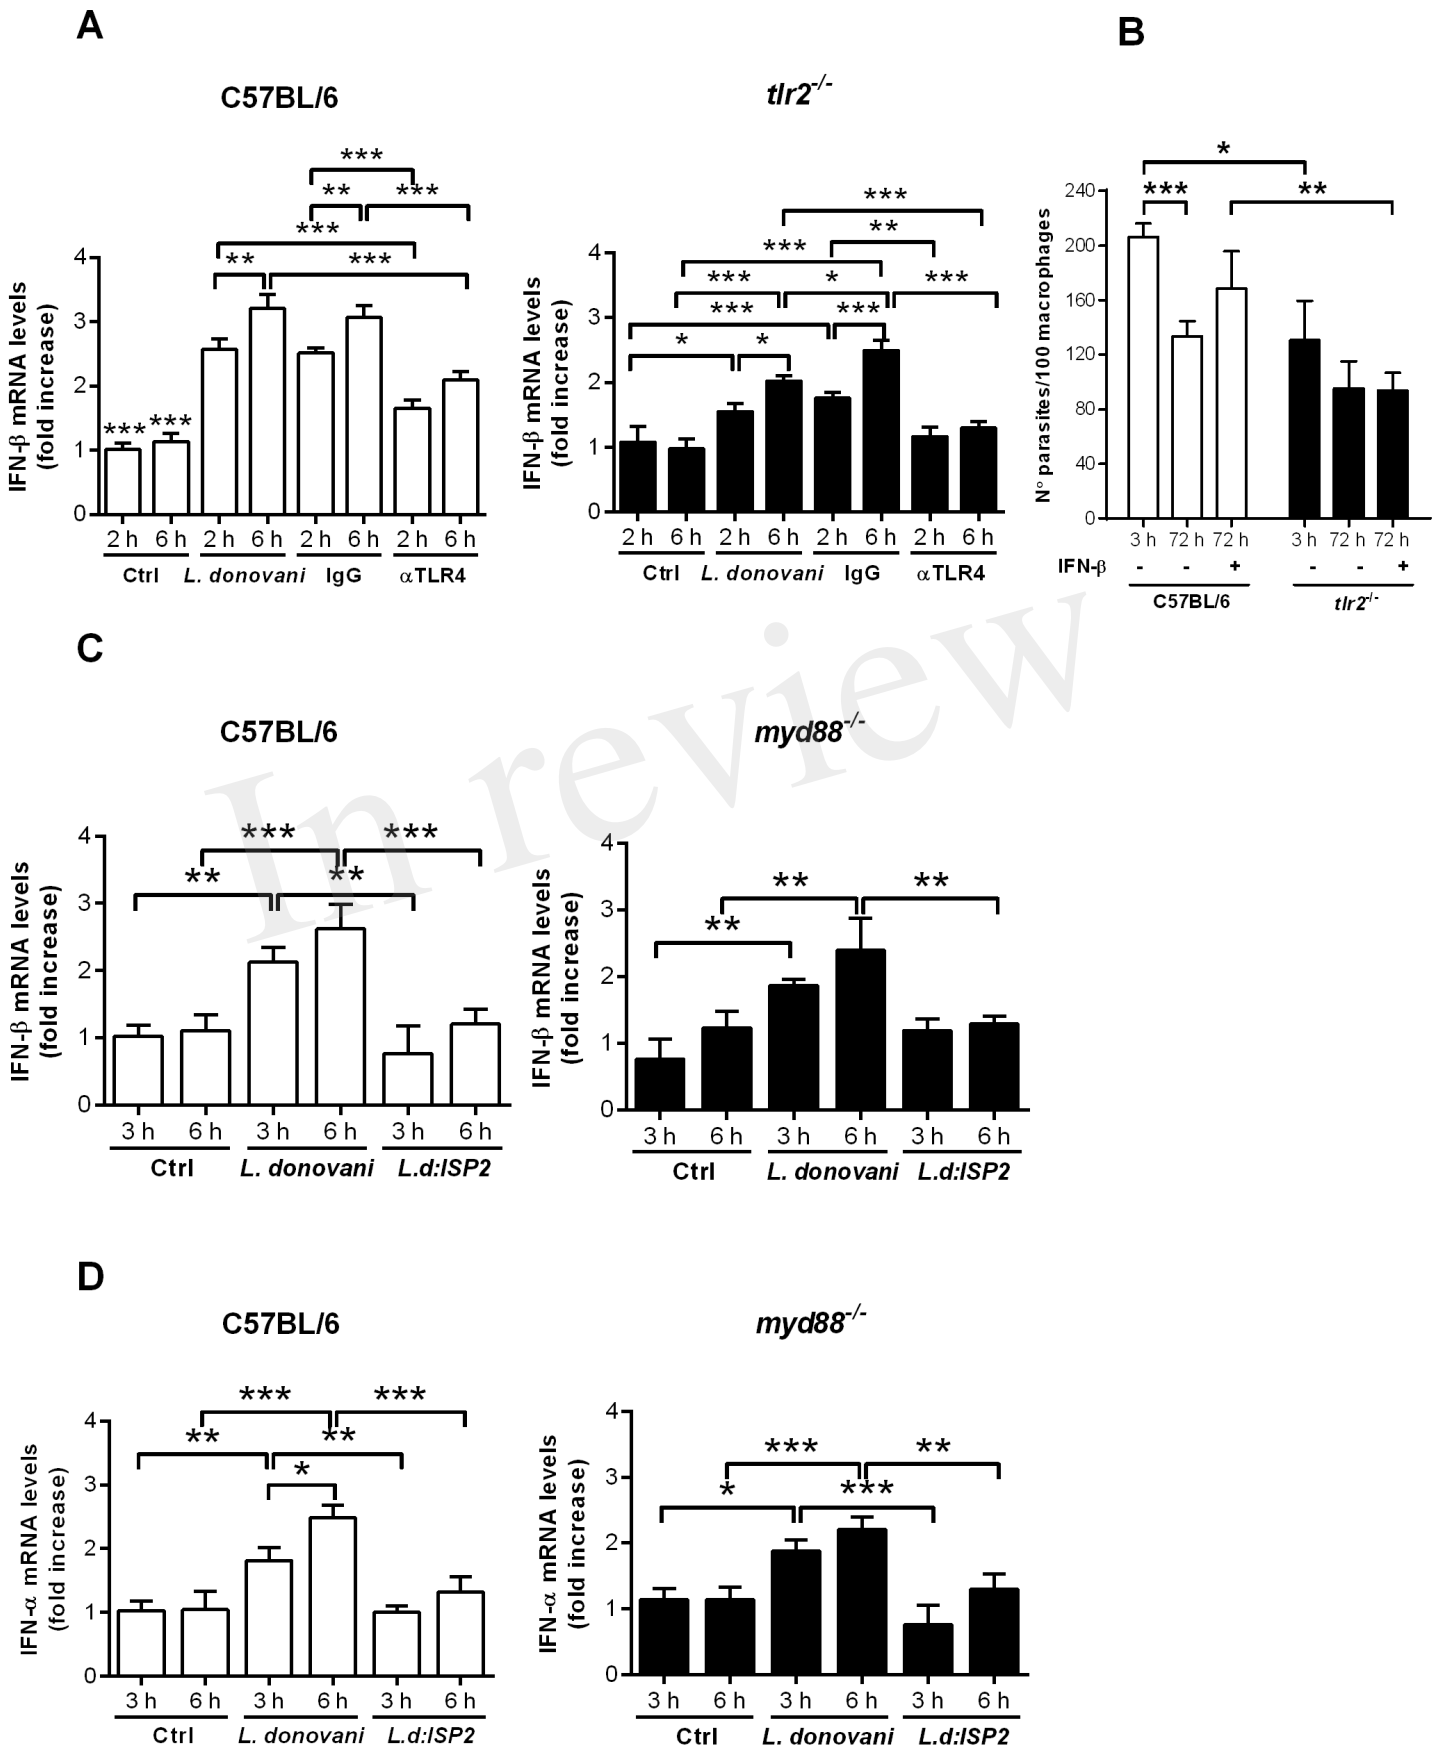 A
B
C57BL/6
tlr2-/-
***
** ***
***
** ***
*** ***
IFN-β mRNA levels
(fold increase)
4
3
2
1
0
2 h 6 h 2 h 6 h 2 h 6 h 2 h 6 h
Ctrl L. donovani IgG αTLR4
***
**
***
*** * ***
*** ***
* *
IFN-β mRNA levels
(fold increase)
4
3
2
1
0
2 h 6 h 2 h 6 h 2 h 6 h 2 h 6 h
Ctrl L. donovani IgG αTLR4
*
*** **
N° parasites/100 macrophages
240
200
160
120
80
40
0
3 h 72 h 72 h 3 h 72 h 72 h
IFN-β - - + - - +
C57BL/6 tlr2-/-
In review
C
C57BL/6
myd88-/-
*** ***
** **
IFN-β mRNA levels
(fold increase)
4
3
2
1
0
3 h 6 h 3 h 6 h 3 h 6 h
Ctrl L. donovani L.d:ISP2
** **
**
IFN-β mRNA levels
(fold increase)
4
3
2
1
0
3 h 6 h 3 h 6 h 3 h 6 h
Ctrl L. donovani L.d:ISP2
D
C57BL/6
myd88-/-
*** ***
** **
*
IFN-α mRNA levels
(fold increase)
4
3
2
1
0
3 h 6 h 3 h 6 h 3 h 6 h
Ctrl L. donovani L.d:ISP2
*** **
* ***
IFN-α mRNA levels
(fold increase)
4
3
2
1
0
3 h 6 h 3 h 6 h 3 h 6 h
Ctrl L. donovani L.d:ISP2